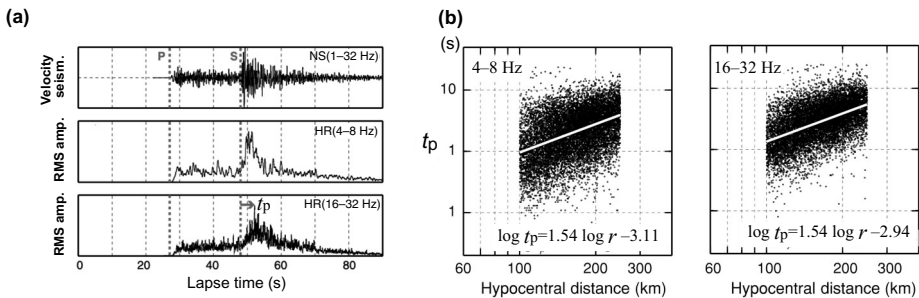 (a)
Velocity
seism.
P
S
NS(1–32 Hz)
RMS amp.
HR(4–8 Hz)
RMS amp.
HR(16–32 Hz)
tp
0 20 40 60 80
Lapse time (s)
(b)
(s)
4–8 Hz
10
1
1
tp
log tp=1.54 log r –3.11
60 100 200 (km)
Hypocentral distance (km)
16–32 Hz
log tp=1.54 log r –2.94
60 100 200 (km)
Hypocentral distance (km)